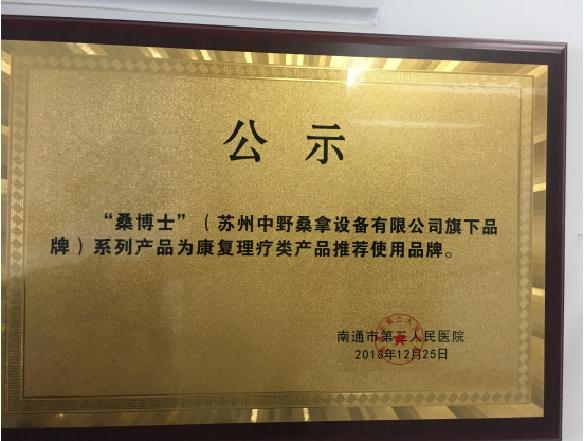 公示
“桑博士”（苏州中野桑拿设备有限公司旗下品
牌）系列产品为康复理疗类产品推荐使用品牌。
南通市第三人民医院
2018年12月25日